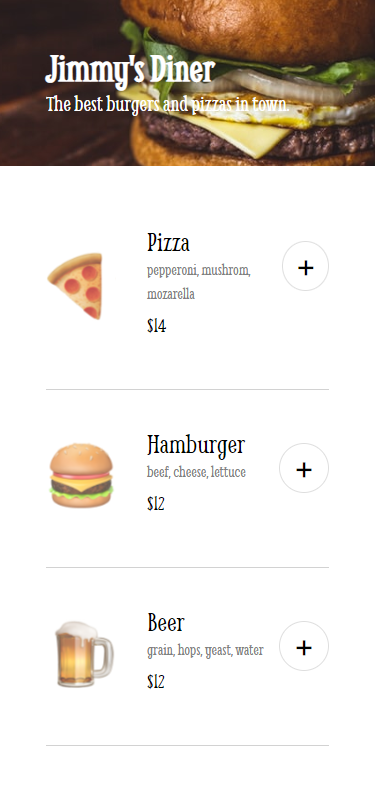 Jimmy's Diner
The best burgers and pizzas in town.
Pizza
pepperoni, mushrom,
mozarella
$14
+
Hamburger
beef, cheese, lettuce
$12
+
Beer
grain, hops, yeast, water
$12
+